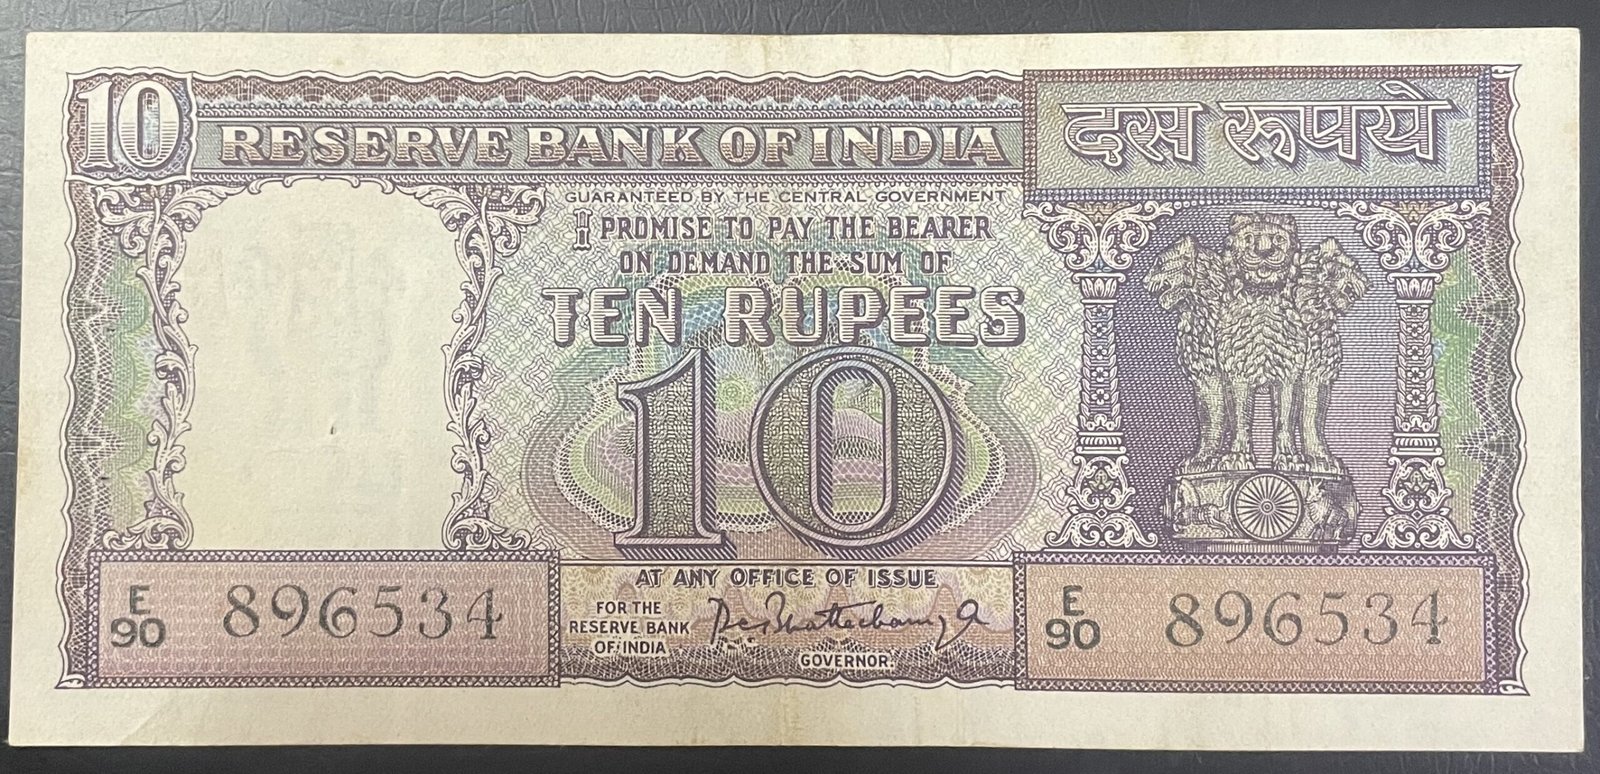 10
RESERVE BANK OF INDIA
दस रूपये
GUARANTEED BY THE CENTRAL GOVERNMENT
I PROMISE TO PAY THE BEARER
ON DEMAND THE SUM OF
TEN RUPEES
10
AT ANY OFFICE OF ISSUE
E
90
896534
FOR THE
RESERVE BANK
OF INDIA
P C Bhattacharyya
GOVERNOR.
E
90
896534